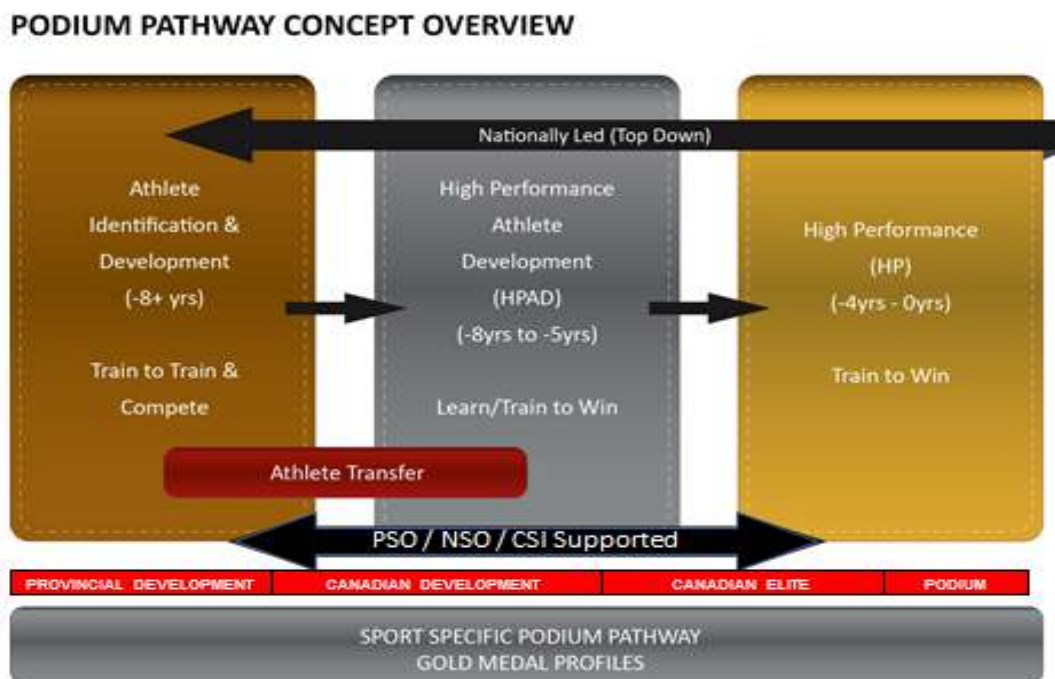 PODIUM PATHWAY CONCEPT OVERVIEW
Nationally Led (Top Down)
Athlete
Identification &
Development
(-8+ yrs)
Train to Train &
Compete
High Performance
Athlete
Development
(HPAD)
(-8yrs to -5yrs)
Learn/Train to Win
High Performance
(HP)
(-4yrs - 0yrs)
Train to Win
Athlete Transfer
PSO / NSO / CSI Supported
PROVINCIAL DEVELOPMENT
CANADIAN DEVELOPMENT
CANADIAN ELITE
PODIUM
SPORT SPECIFIC PODIUM PATHWAY
GOLD MEDAL PROFILES